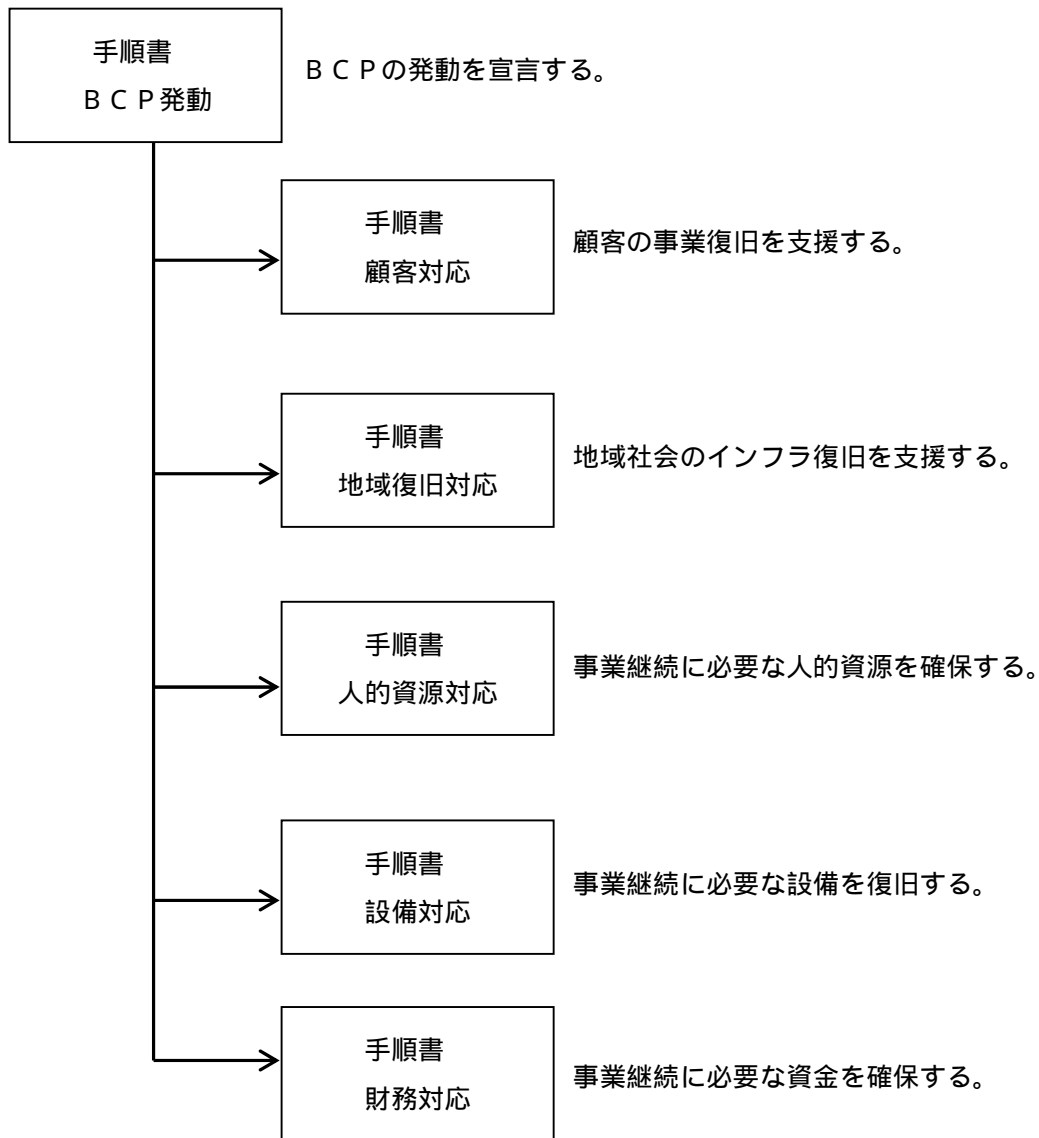 手順書
ＢＣＰ発動
ＢＣＰの発動を宣言する。
手順書
顧客対応
顧客の事業復旧を支援する。
手順書
地域復旧対応
地域社会のインフラ復旧を支援する。
手順書
人的資源対応
事業継続に必要な人的資源を確保する。
手順書
設備対応
事業継続に必要な設備を復旧する。
手順書
財務対応
事業継続に必要な資金を確保する。